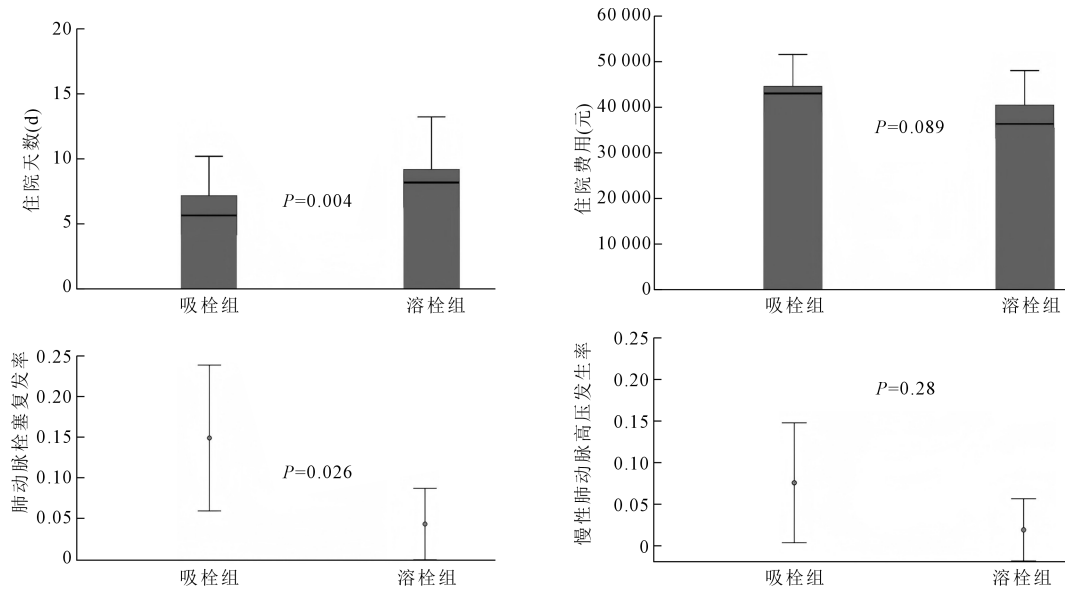 住院天数(d)
20
15
10
5
0
P=0.004
吸栓组 溶栓组
住院费用(元)
60 000
50 000
40 000
30 000
20 000
10 000
0
P=0.089
吸栓组 溶栓组
肺动脉栓塞复发率
0.25
0.20
0.15
0.10
0.05
0
P=0.026
吸栓组 溶栓组
慢性肺动脉高压发生率
0.25
0.20
0.15
0.10
0.05
0
P=0.28
吸栓组 溶栓组